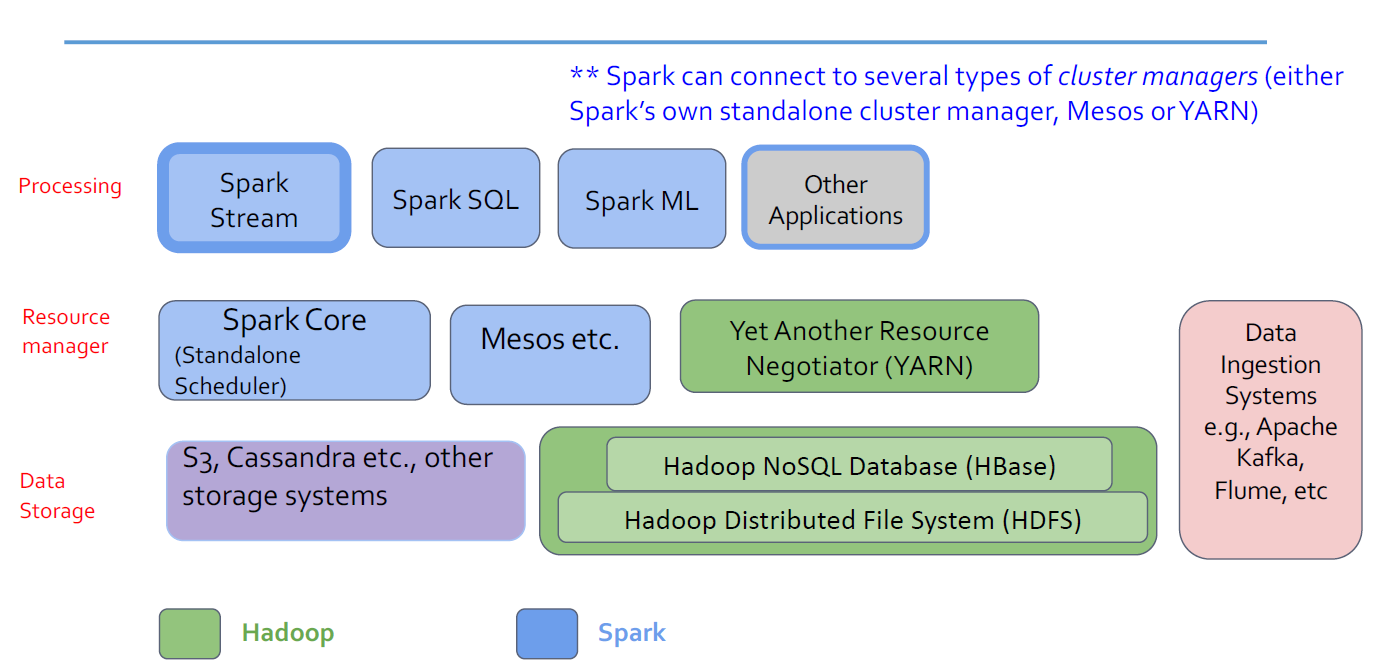 ** Spark can connect to several types of cluster managers (either
Spark's own standalone cluster manager, Mesos or YARN)
Processing
Spark
Stream
Spark SQL
Spark ML
Other
Applications
Resource
manager
Spark Core
(Standalone
Scheduler)
Mesos etc.
Yet Another Resource
Negotiator (YARN)
Data
Ingestion
Systems
e.g., Apache
Kafka,
Flume, etc
Data
Storage
S3, Cassandra etc., other
storage systems
Hadoop NoSQL Database (HBase)
Hadoop Distributed File System (HDFS)
Hadoop
Spark